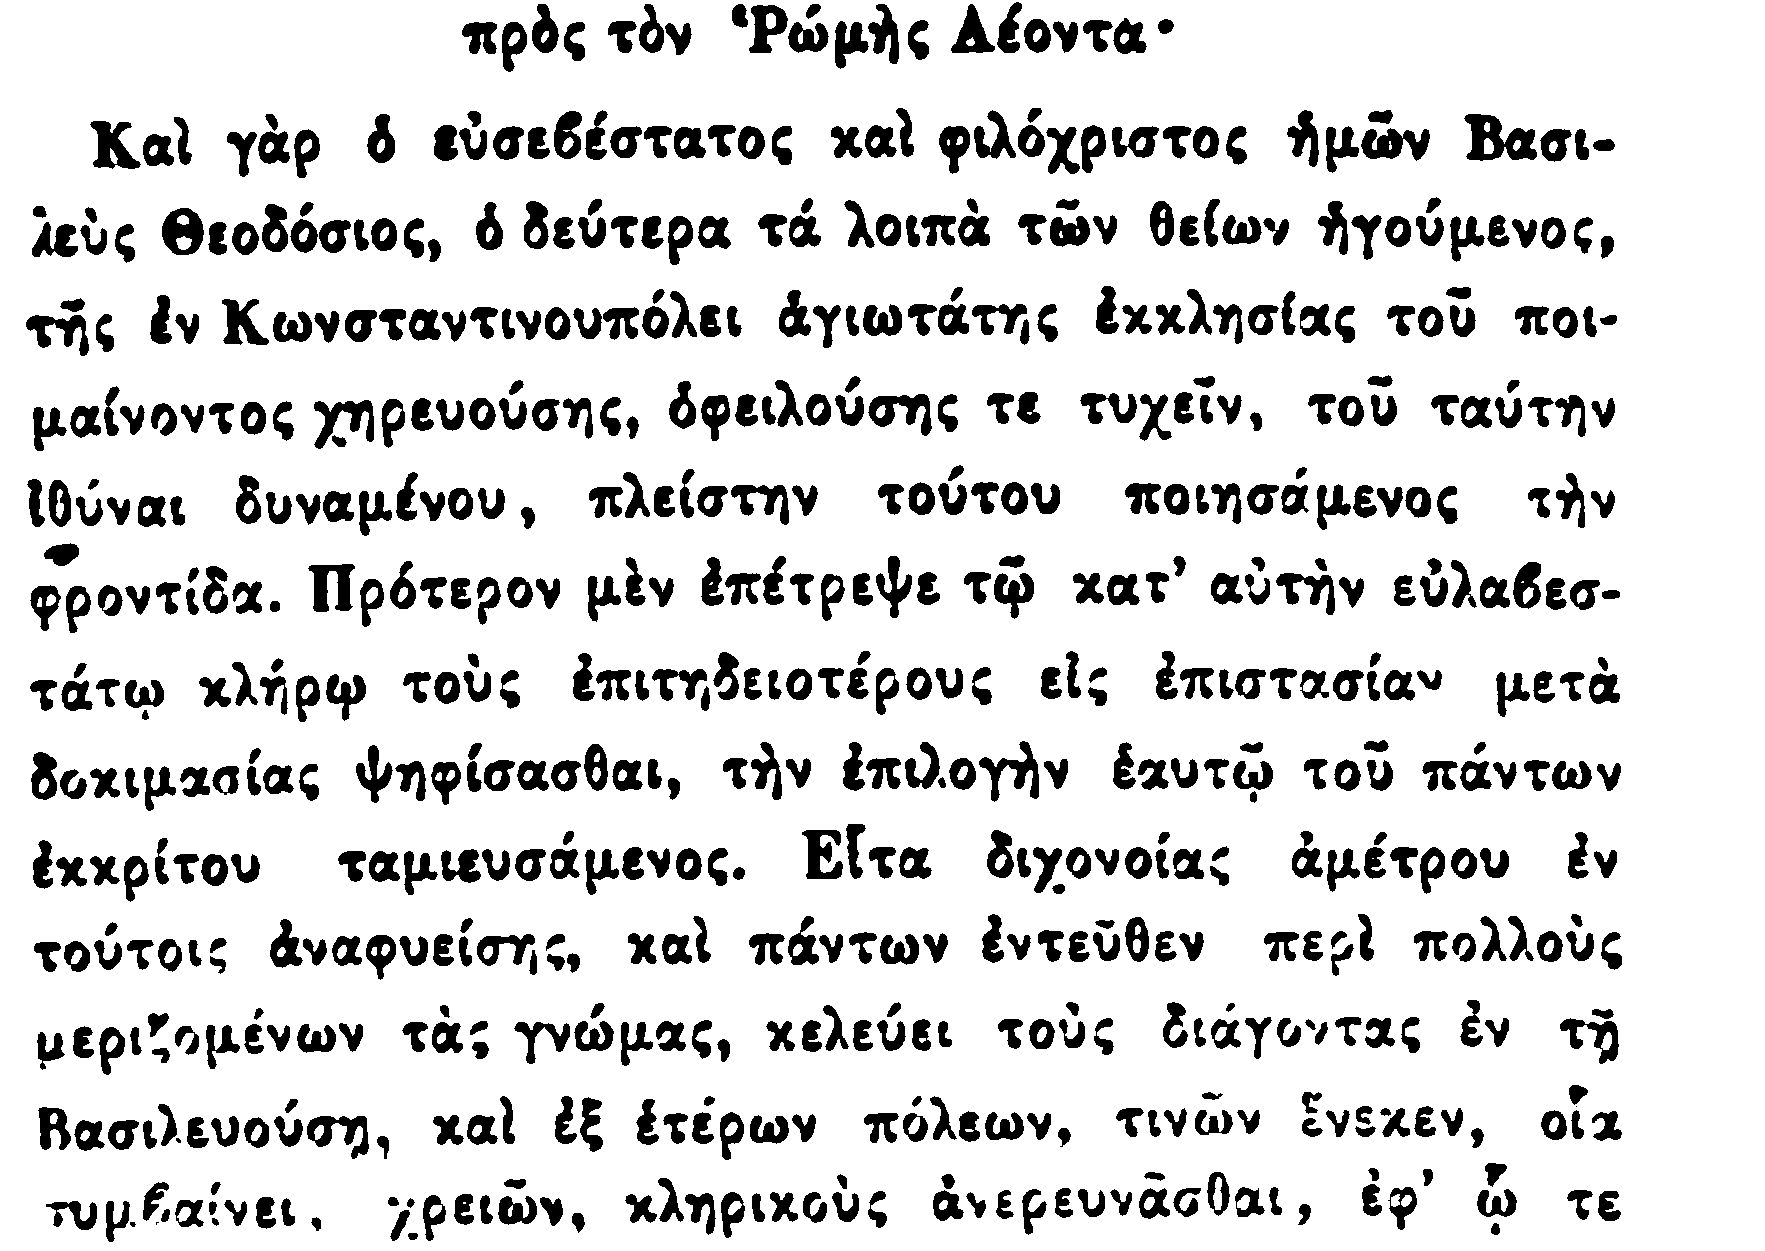 πρὸς τὸν Ῥώμης Λέοντα·
Καὶ γὰρ ὁ εὐσεϐέστατος καὶ φιλόχριστος ἡμῶν Βασι-
λεὺς Θεοδόσιος, ὁ δεύτερα τά λοιπὰ τῶν θείων ἡγούμενος,
τῆς ἐν Κωνσταντινουπόλει ἁγιωτάτης ἐκκλησίας τοῦ ποι-
μαίνοντος χηρευούσης, ὀφειλούσης τε τυχεῖν, τοῦ ταύτην
ἰθύναι δυναμένου, πλείστην τούτου ποιησάμενος τὴν
φροντίδα. Πρότερον μὲν ἐπέτρεψε τῷ κατ’ αὐτὴν εὐλαϐεσ-
τάτῳ κλήρῳ τοὺς ἐπιτηδειοτέρους εἰς ἐπιστασίαν μετὰ
δοκιμασίας ψηφίσασθαι, τὴν ἐπιλογὴν ἑαυτῷ τοῦ πάντων
ἐκκρίτου ταμιευσάμενος. Εἶτα διχονοίας ἀμέτρου ἐν
τούτοις ἀναφυείσης, καὶ πάντων ἐντεῦθεν περὶ πολλοὺς
μεριζομένων τὰς γνώμας, κελεύει τοὺς διάγοντας ἐν τῇ
Βασιλευούσῃ, καὶ ἐξ ἑτέρων πόλεων, τινῶν ἕνεκεν, οἷα
συμϐαίνει, χρειῶν, κληρικοὺς ἀνερευνᾶσθαι, ἐφ’ ᾧ τε